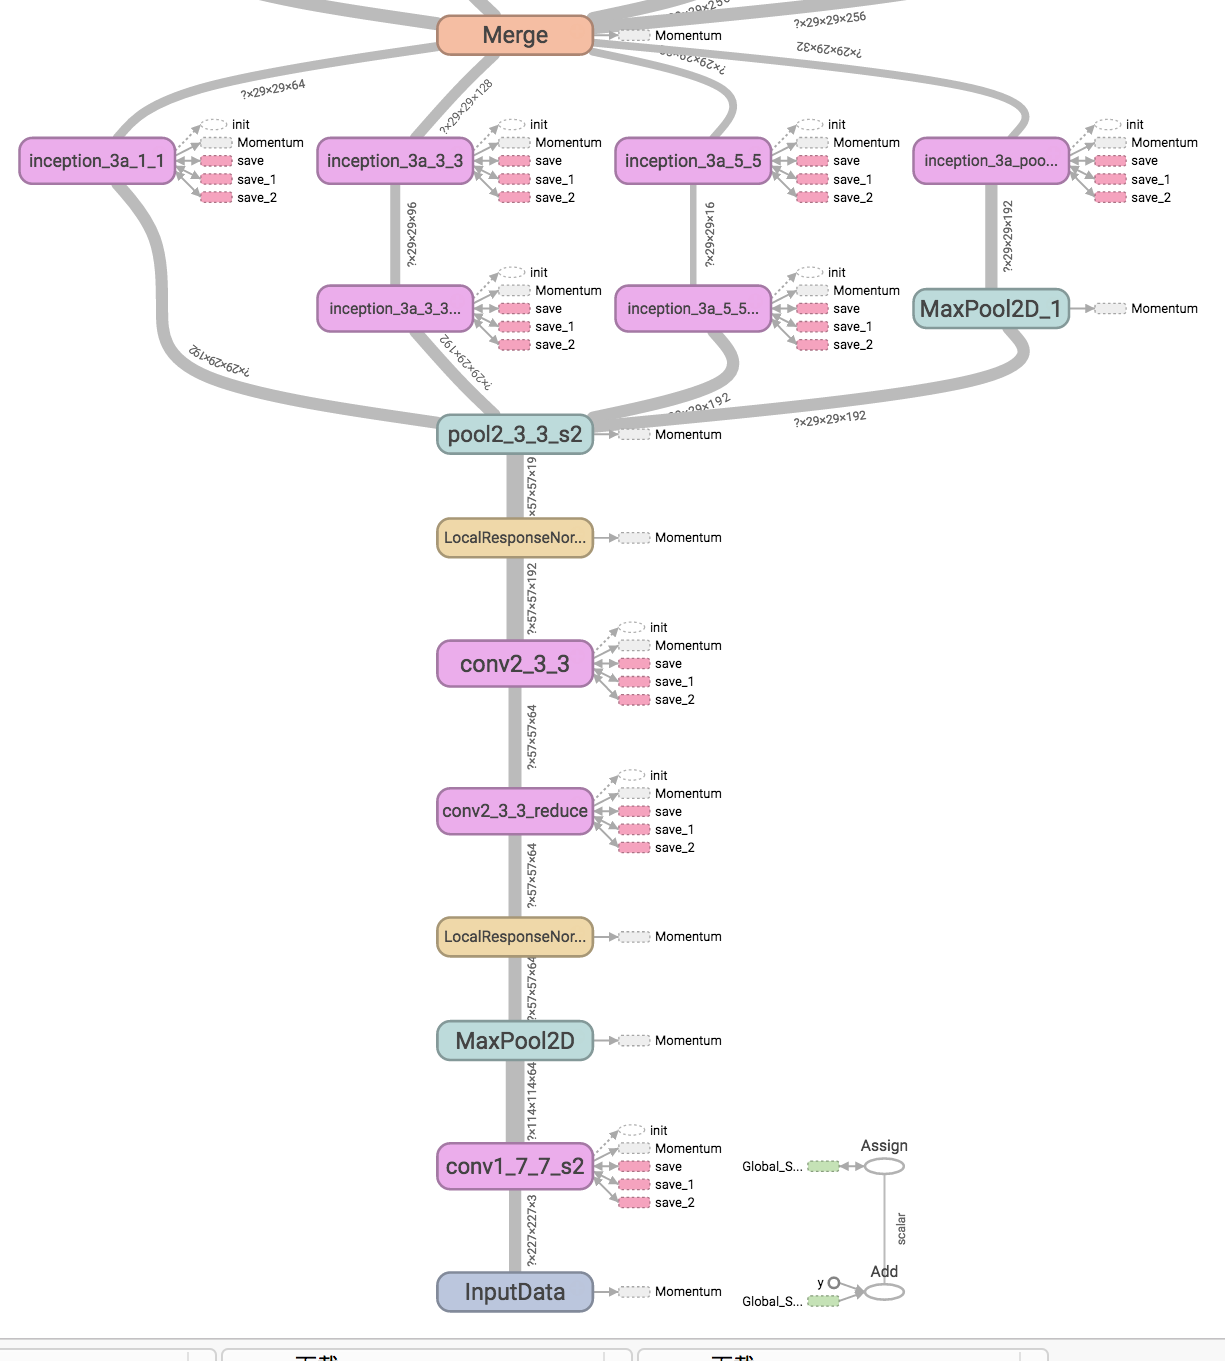 ?×29×29×256
Merge
Momentum
?×29×29×64
?×29×29×128
?×29×29×32
inception_3a_1_1
init
Momentum
save
save_1
save_2
inception_3a_3_3
init
Momentum
save
save_1
save_2
inception_3a_5_5
init
Momentum
save
save_1
save_2
inception_3a_poo...
init
Momentum
save
save_1
save_2
?×29×29×96
?×29×29×16
?×29×29×192
inception_3a_3_3...
init
Momentum
save
save_1
save_2
inception_3a_5_5...
init
Momentum
save
save_1
save_2
MaxPool2D_1
Momentum
?×29×29×192
?×29×29×192
×29×192
?×29×29×192
pool2_3_3_s2
Momentum
×57×57×19
LocalResponseNor...
Momentum
?×57×57×192
conv2_3_3
init
Momentum
save
save_1
save_2
?×57×57×64
conv2_3_3_reduce
init
Momentum
save
save_1
save_2
?×57×57×64
LocalResponseNor...
Momentum
?×57×57×64
MaxPool2D
Momentum
?×114×114×64
conv1_7_7_s2
init
Momentum
save
save_1
save_2
?×227×227×3
InputData
Momentum
Assign
Global_S...
scalar
Add
y
Global_S...